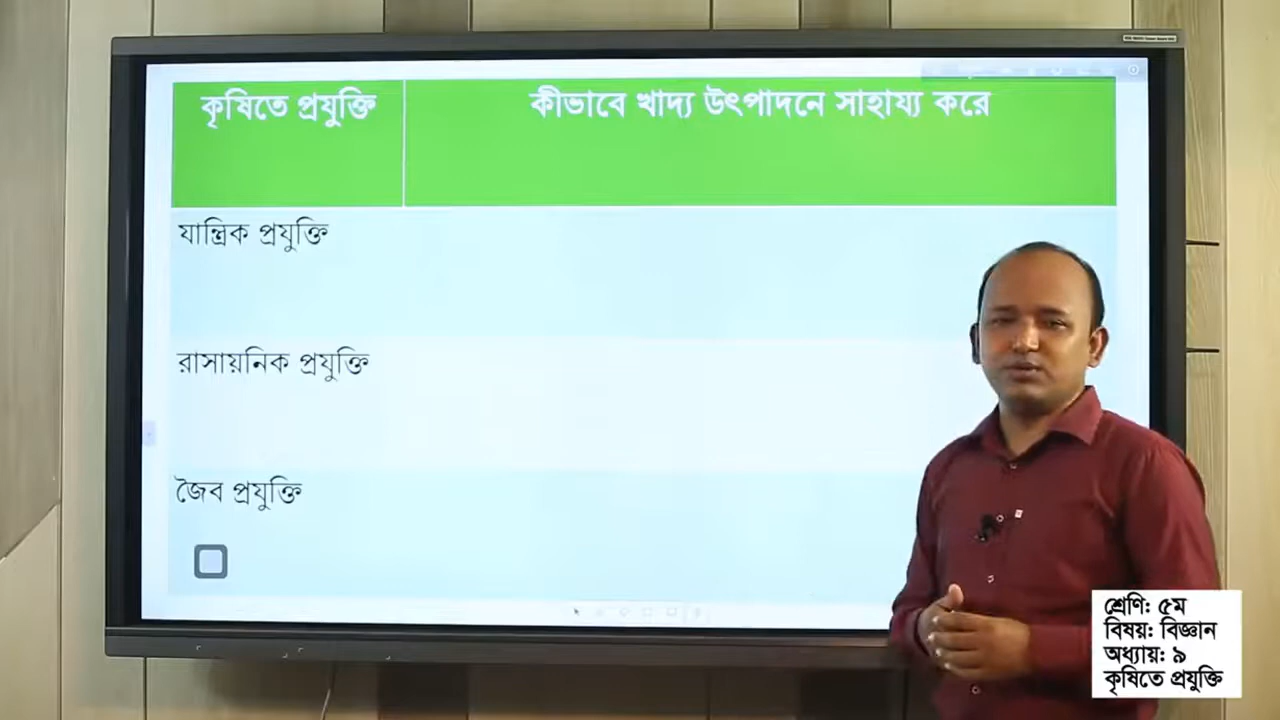 কৃষিতে প্রযুক্তি
কীভাবে খাদ্য উৎপাদনে সাহায্য করে
যান্ত্রিক প্রযুক্তি
রাসায়নিক প্রযুক্তি
জৈব প্রযুক্তি
শ্রেণি: ৫ম
বিষয়: বিজ্ঞান
অধ্যায়: ৯
কৃষিতে প্রযুক্তি